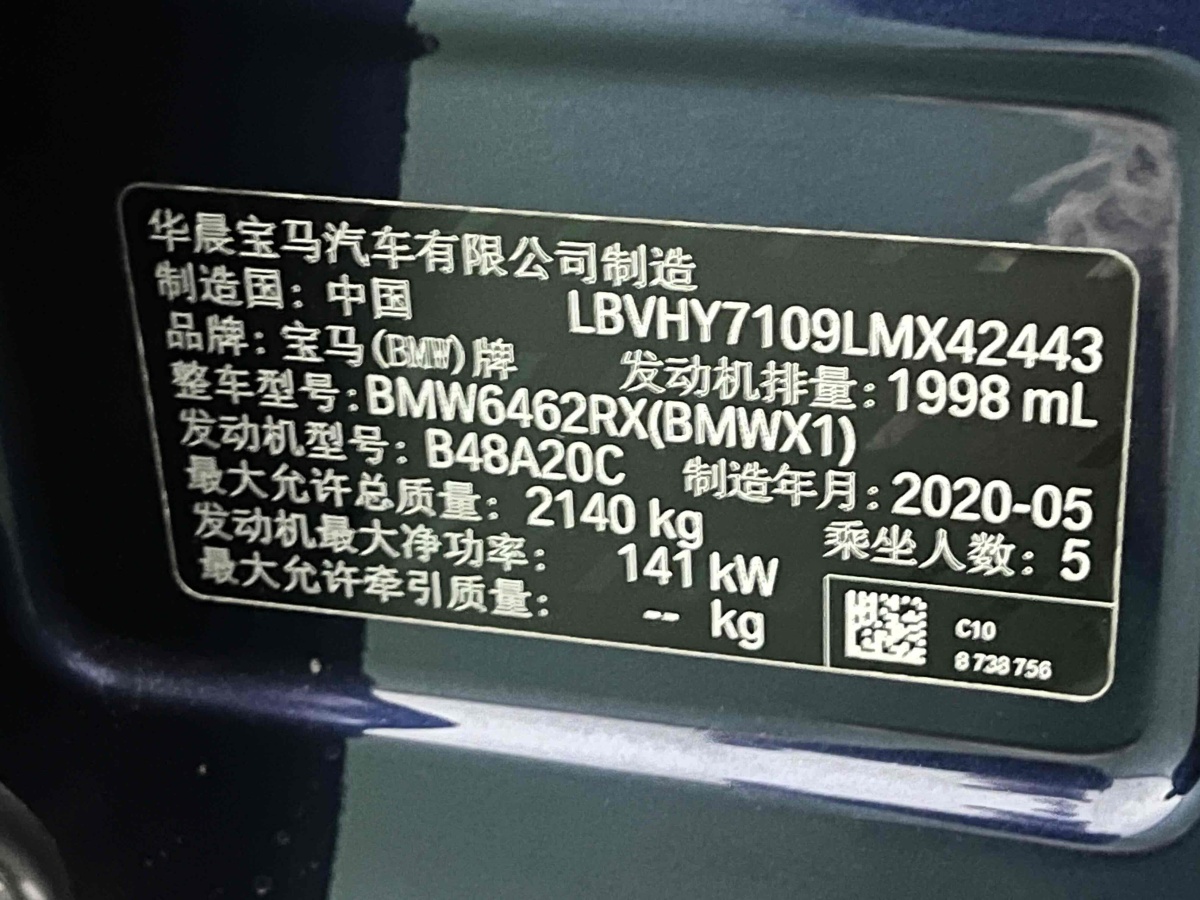 华晨宝马汽车有限公司制造
制造国：中国 LBVHY7109LMX42443
品牌：宝马(BMW)牌 发动机排量：1998 mL
整车型号：BMW6462RX(BMWX1)
发动机型号：B48A20C 制造年月：2020-05
最大允许总质量：2140 kg 乘坐人数：5
发动机最大净功率：141 kW
最大允许牵引质量：-- kg
C10
8 738 756